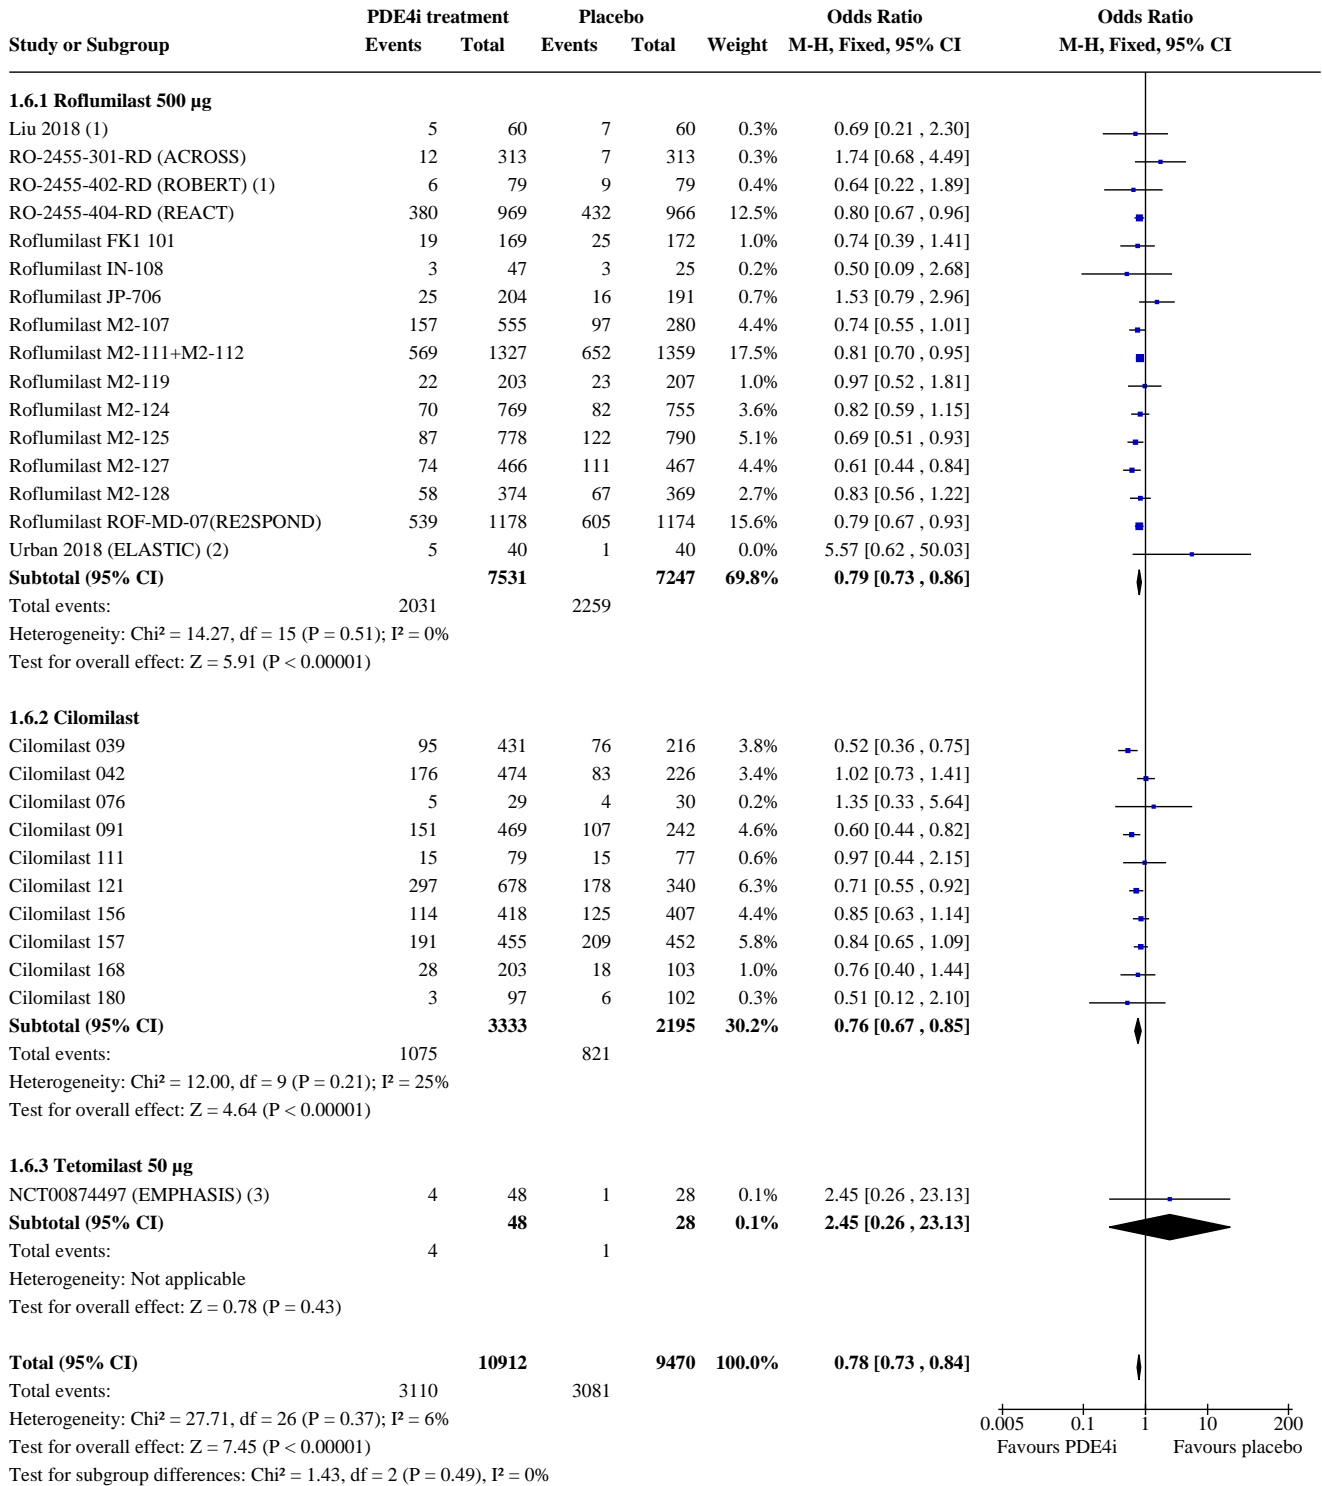 PDE4i treatment Placebo Odds Ratio Odds Ratio
Study or Subgroup Events Total Events Total Weight M-H, Fixed, 95% CI M-H, Fixed, 95% CI
1.6.1 Roflumilast 500 µg
Liu 2018 (1) 5 60 7 60 0.3% 0.69 [0.21 , 2.30]
RO-2455-301-RD (ACROSS) 12 313 7 313 0.3% 1.74 [0.68 , 4.49]
RO-2455-402-RD (ROBERT) (1) 6 79 9 79 0.4% 0.64 [0.22 , 1.89]
RO-2455-404-RD (REACT) 380 969 432 966 12.5% 0.80 [0.67 , 0.96]
Roflumilast FK1 101 19 169 25 172 1.0% 0.74 [0.39 , 1.41]
Roflumilast IN-108 3 47 3 25 0.2% 0.50 [0.09 , 2.68]
Roflumilast JP-706 25 204 16 191 0.7% 1.53 [0.79 , 2.96]
Roflumilast M2-107 157 555 97 280 4.4% 0.74 [0.55 , 1.01]
Roflumilast M2-111+M2-112 569 1327 652 1359 17.5% 0.81 [0.70 , 0.95]
Roflumilast M2-119 22 203 23 207 1.0% 0.97 [0.52 , 1.81]
Roflumilast M2-124 70 769 82 755 3.6% 0.82 [0.59 , 1.15]
Roflumilast M2-125 87 778 122 790 5.1% 0.69 [0.51 , 0.93]
Roflumilast M2-127 74 466 111 467 4.4% 0.61 [0.44 , 0.84]
Roflumilast M2-128 58 374 67 369 2.7% 0.83 [0.56 , 1.22]
Roflumilast ROF-MD-07(RE2SPOND) 539 1178 605 1174 15.6% 0.79 [0.67 , 0.93]
Urban 2018 (ELASTIC) (2) 5 40 1 40 0.0% 5.57 [0.62 , 50.03]
Subtotal (95% CI) 7531 7247 69.8% 0.79 [0.73 , 0.86]
Total events: 2031 2259
Heterogeneity: Chi² = 14.27, df = 15 (P = 0.51); I² = 0%
Test for overall effect: Z = 5.91 (P < 0.00001)
1.6.2 Cilomilast
Cilomilast 039 95 431 76 216 3.8% 0.52 [0.36 , 0.75]
Cilomilast 042 176 474 83 226 3.4% 1.02 [0.73 , 1.41]
Cilomilast 076 5 29 4 30 0.2% 1.35 [0.33 , 5.64]
Cilomilast 091 151 469 107 242 4.6% 0.60 [0.44 , 0.82]
Cilomilast 111 15 79 15 77 0.6% 0.97 [0.44 , 2.15]
Cilomilast 121 297 678 178 340 6.3% 0.71 [0.55 , 0.92]
Cilomilast 156 114 418 125 407 4.4% 0.85 [0.63 , 1.14]
Cilomilast 157 191 455 209 452 5.8% 0.84 [0.65 , 1.09]
Cilomilast 168 28 203 18 103 1.0% 0.76 [0.40 , 1.44]
Cilomilast 180 3 97 6 102 0.3% 0.51 [0.12 , 2.10]
Subtotal (95% CI) 3333 2195 30.2% 0.76 [0.67 , 0.85]
Total events: 1075 821
Heterogeneity: Chi² = 12.00, df = 9 (P = 0.21); I² = 25%
Test for overall effect: Z = 4.64 (P < 0.00001)
1.6.3 Tetomilast 50 µg
NCT00874497 (EMPHASIS) (3) 4 48 1 28 0.1% 2.45 [0.26 , 23.13]
Subtotal (95% CI) 48 28 0.1% 2.45 [0.26 , 23.13]
Total events: 4 1
Heterogeneity: Not applicable
Test for overall effect: Z = 0.78 (P = 0.43)
Total (95% CI) 10912 9470 100.0% 0.78 [0.73 , 0.84]
Total events: 3110 3081
Heterogeneity: Chi² = 27.71, df = 26 (P = 0.37); I² = 6%
Test for overall effect: Z = 7.45 (P < 0.00001)
Test for subgroup differences: Chi² = 1.43, df = 2 (P = 0.49), I² = 0%
0.005 0.1 1 10 200
Favours PDE4i Favours placebo